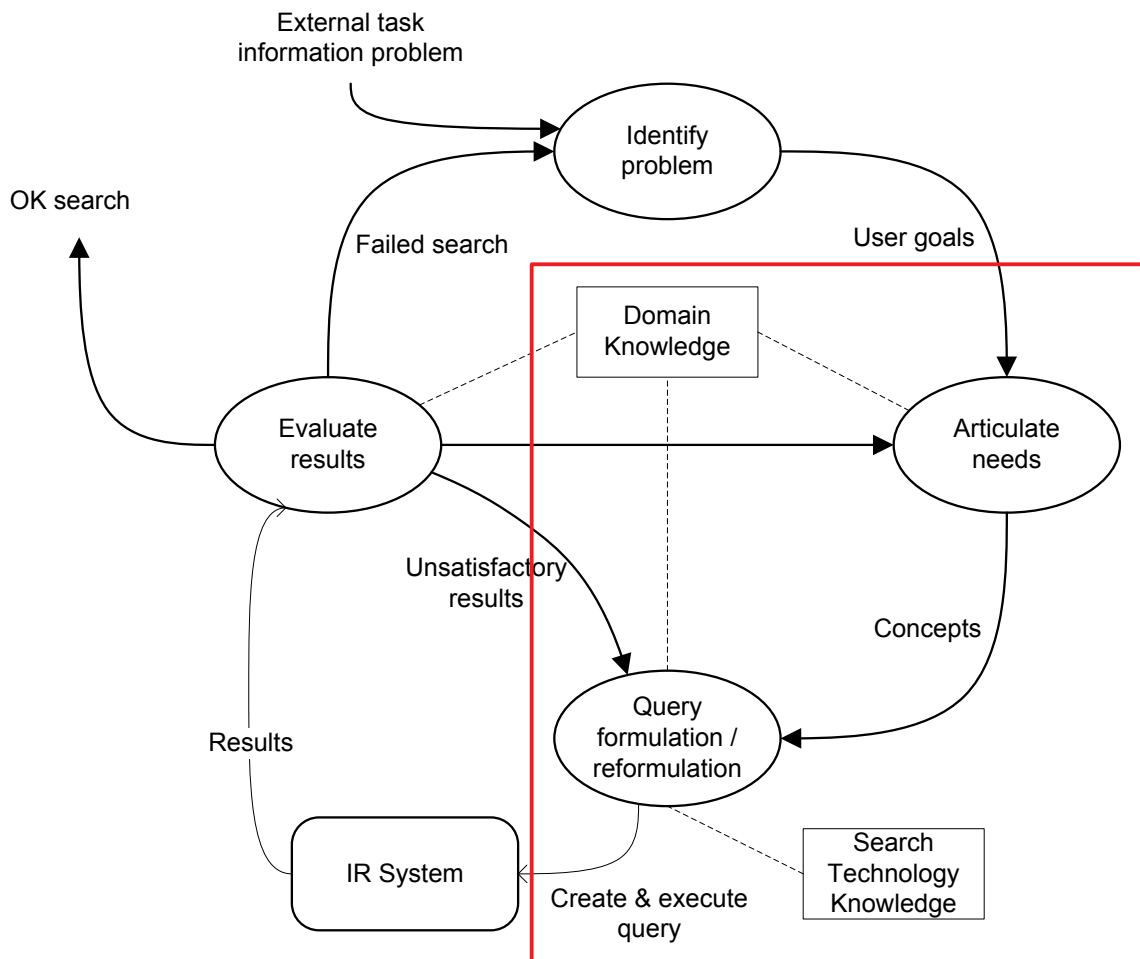 External task
information problem
Identify
problem
OK search
Failed search
User goals
Domain
Knowledge
Evaluate
results
Articulate
needs
Unsatisfactory
results
Concepts
Query
formulation /
reformulation
Results
IR System
Search
Technology
Knowledge
Create & execute
query